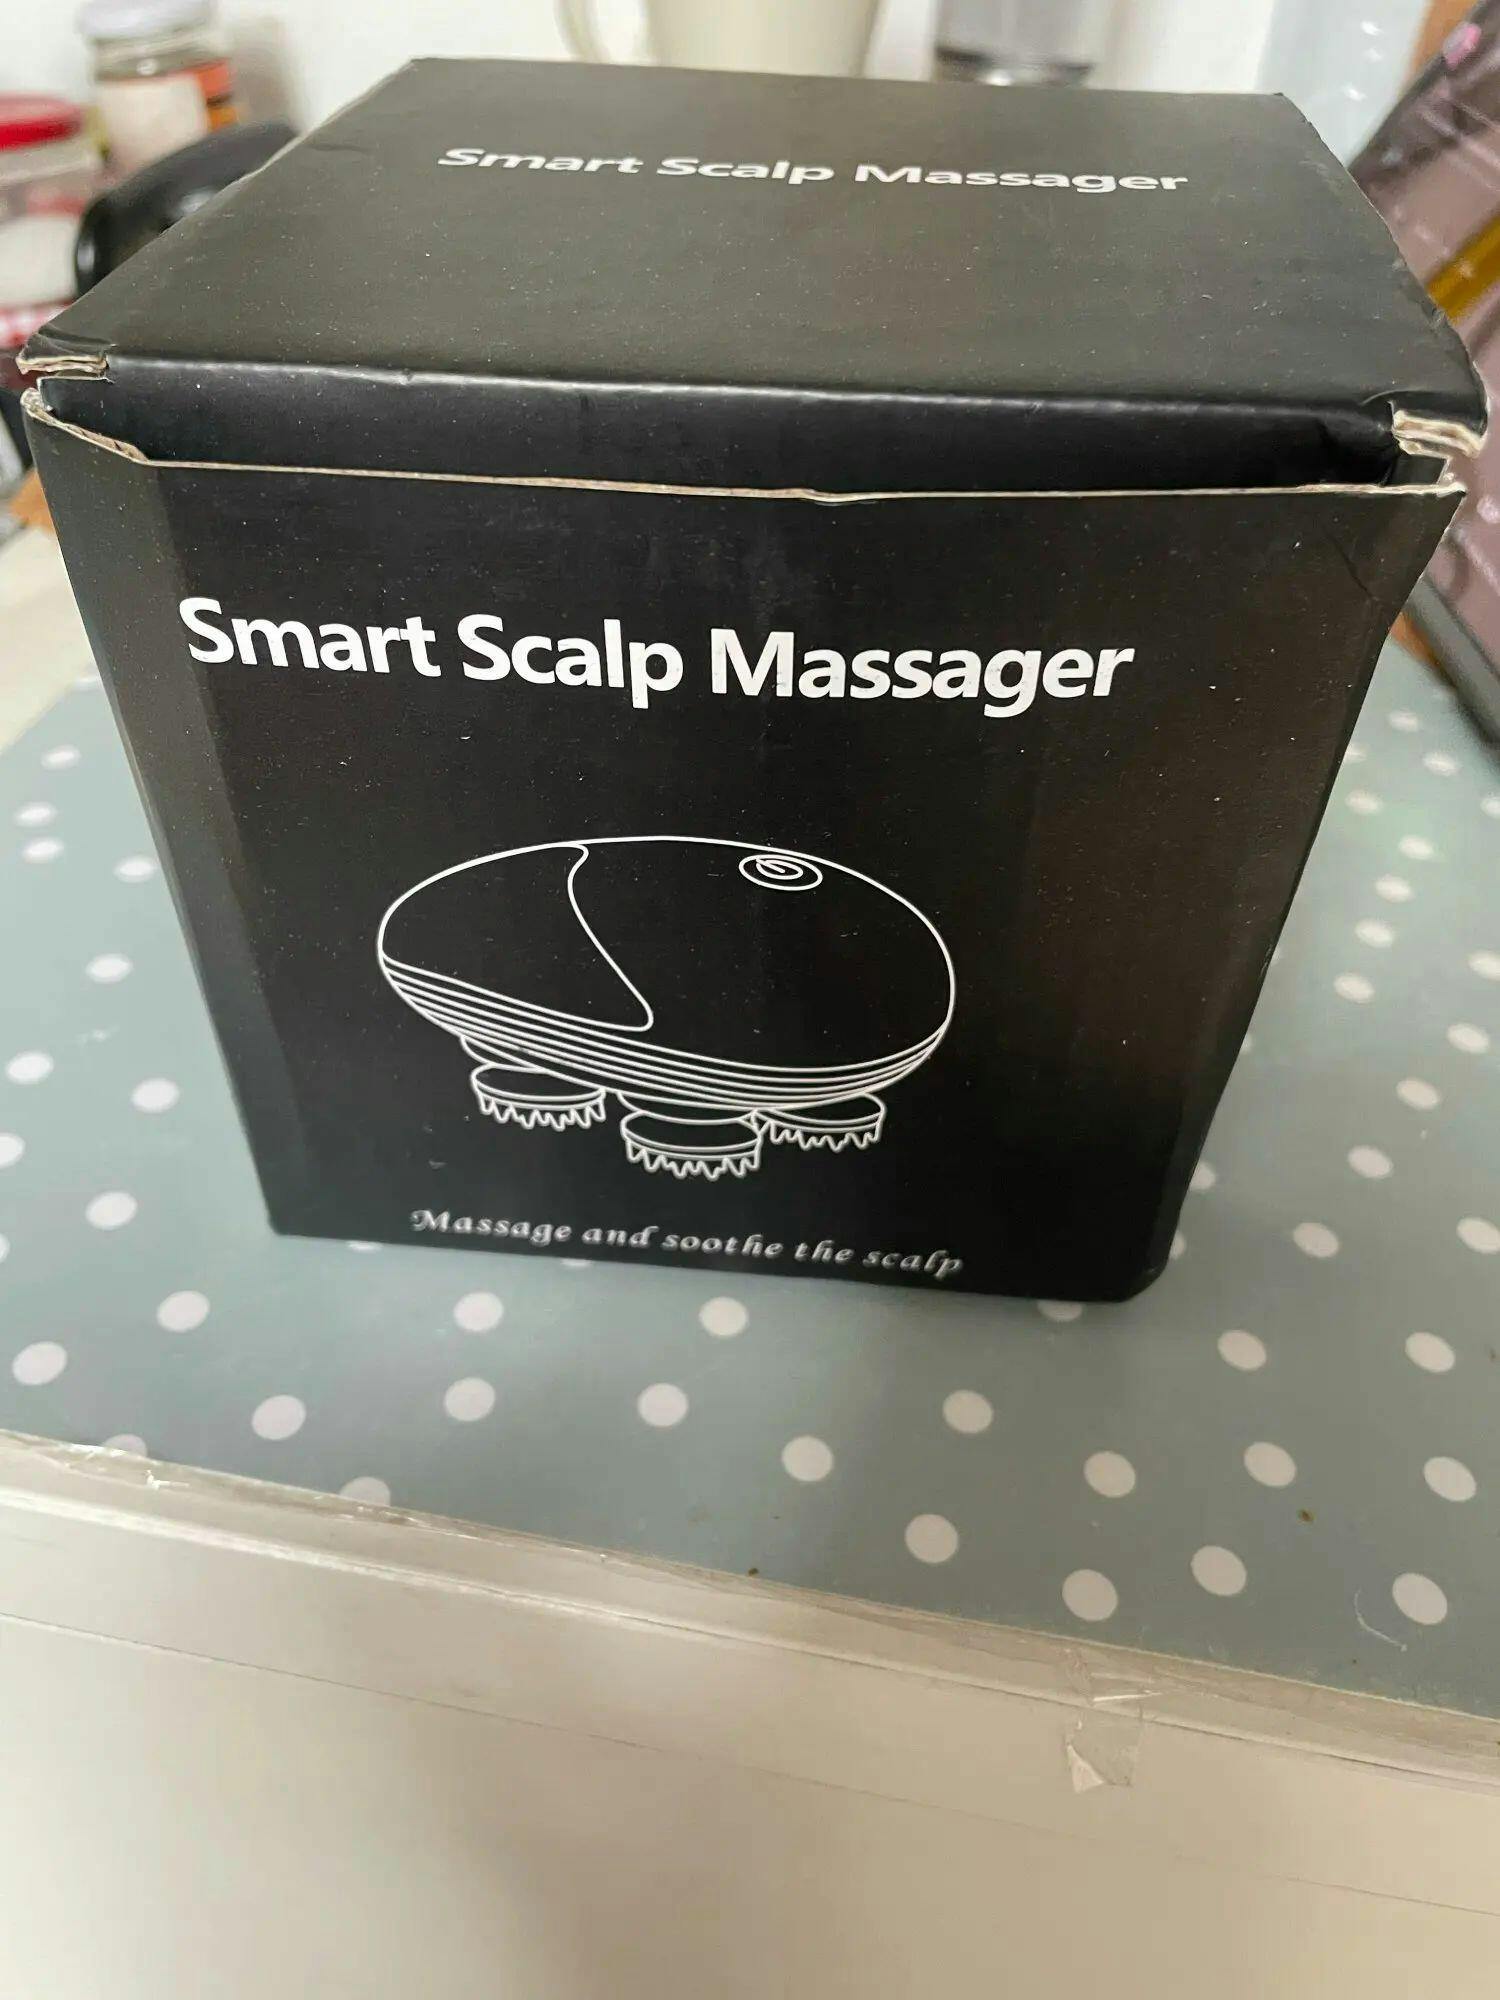 Smart Scalp Massager
Smart Scalp Massager
Massage and soothe the scalp